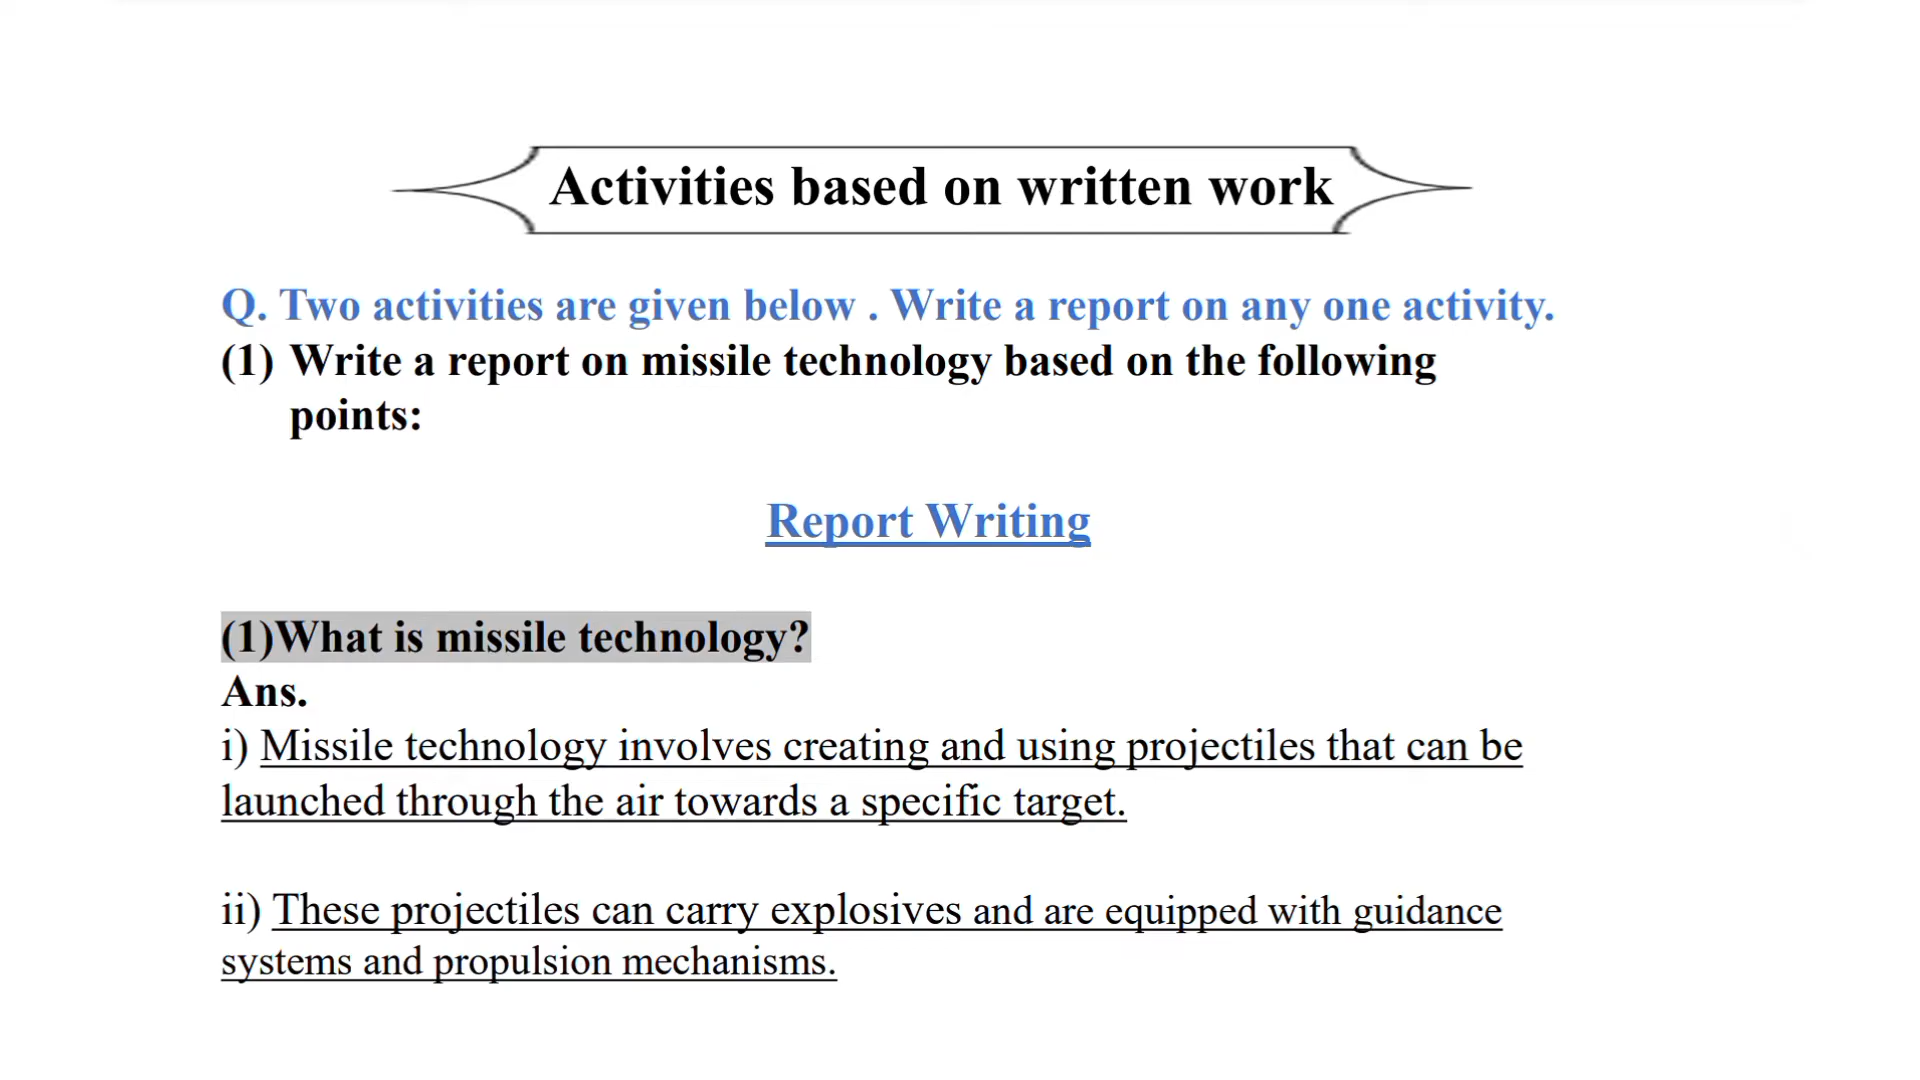 Activities based on written work
Q. Two activities are given below . Write a report on any one activity.
(1) Write a report on missile technology based on the following
points:
Report Writing
(1)What is missile technology?
Ans.
i) Missile technology involves creating and using projectiles that can be
launched through the air towards a specific target.
ii) These projectiles can carry explosives and are equipped with guidance
systems and propulsion mechanisms.